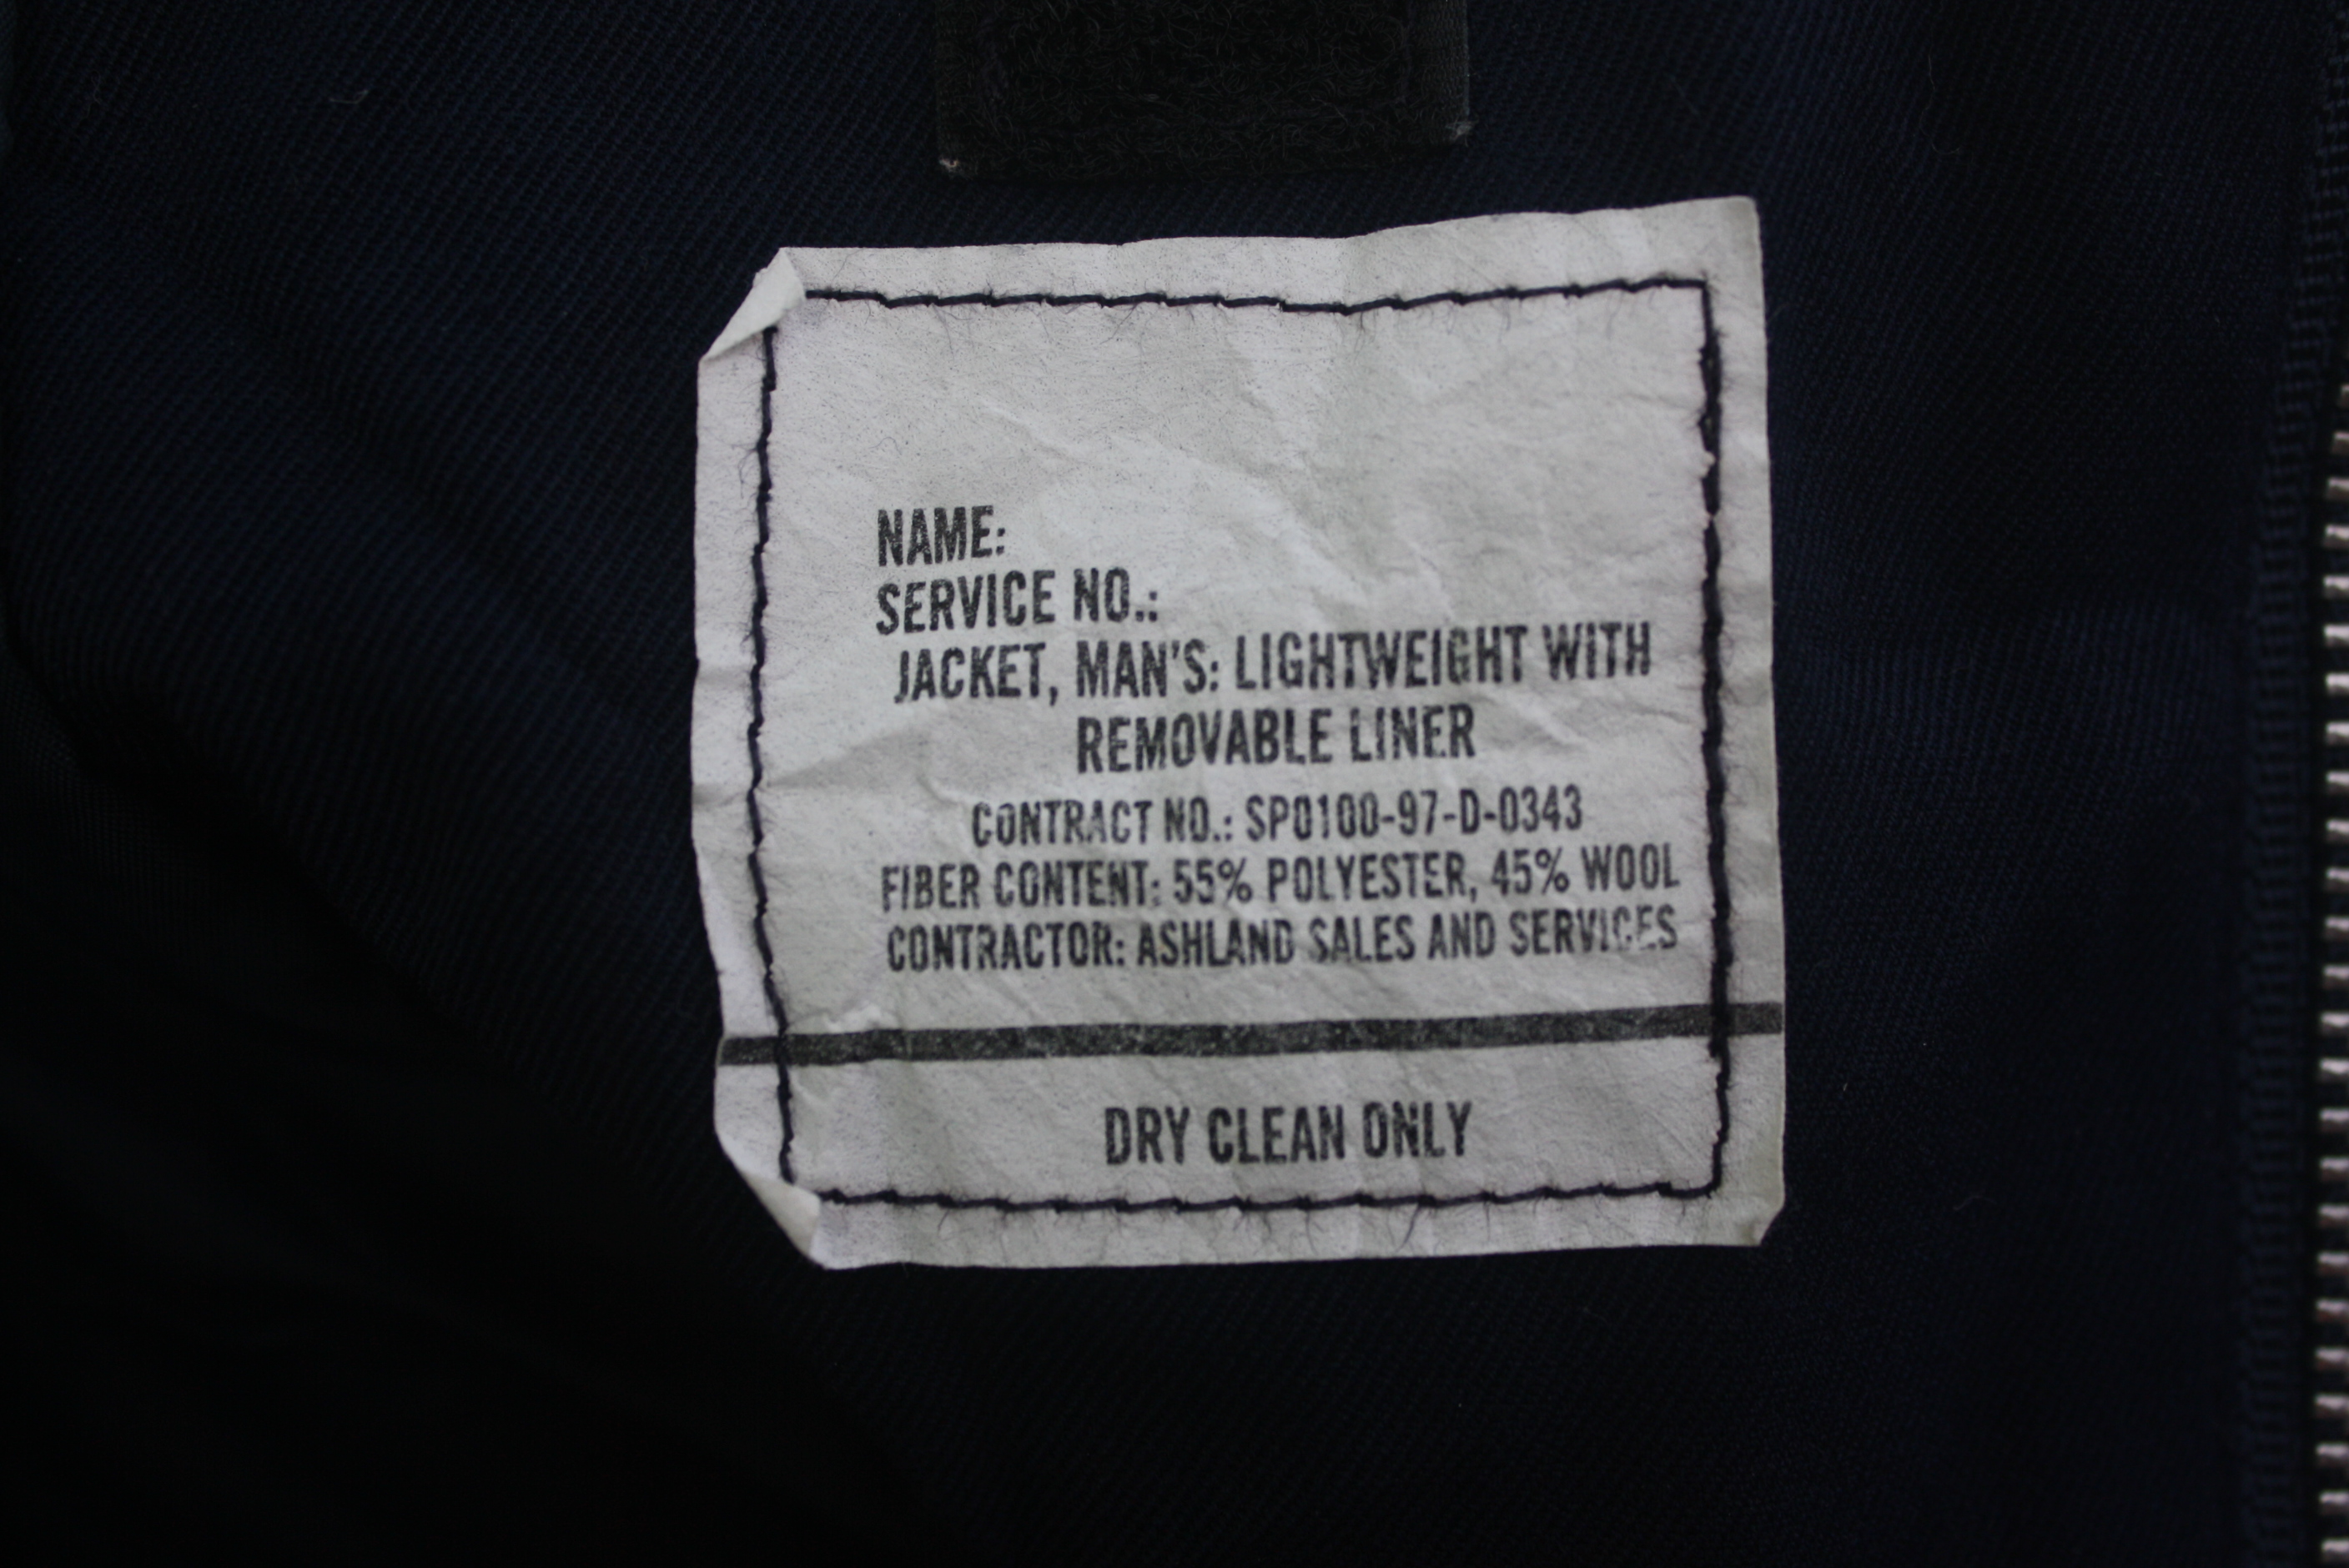 NAME:
SERVICE NO.:
JACKET, MAN'S: LIGHTWEIGHT WITH
REMOVABLE LINER
CONTRACT NO.: SP0100-97-D-0343
FIBER CONTENT: 55% POLYESTER, 45% WOOL
CONTRACTOR: ASHLAND SALES AND SERVICES
DRY CLEAN ONLY